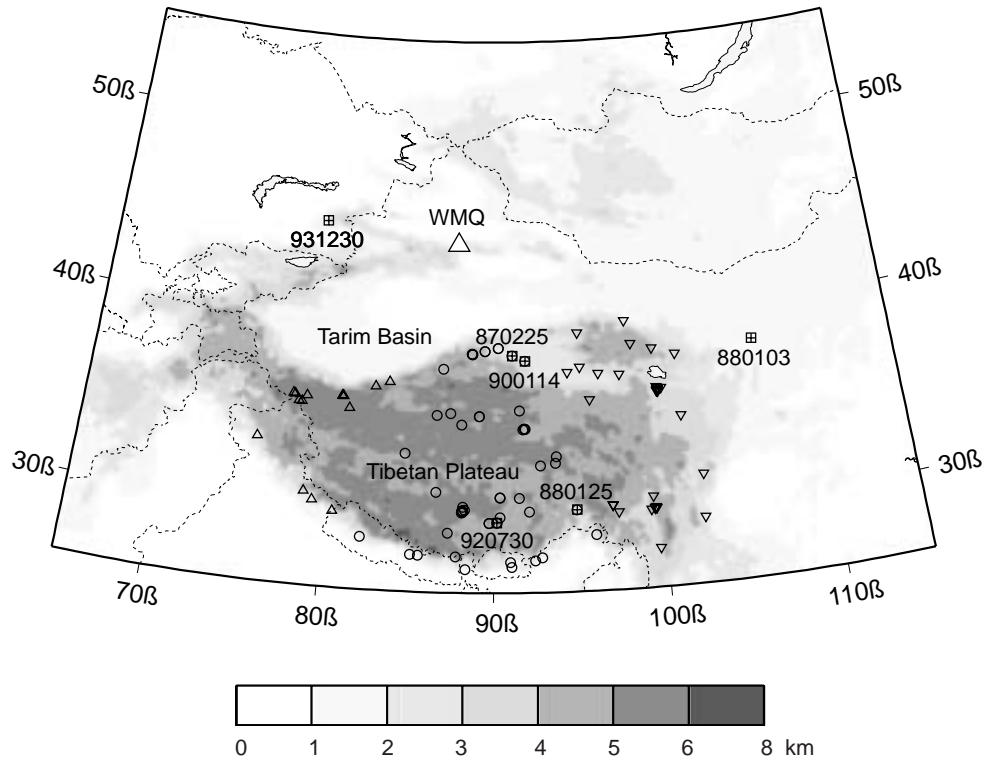 50ß
50ß
WMQ
931230
40ß
40ß
Tarim Basin
870225
880103
900114
30ß
30ß
Tibetan Plateau
880125
920730
70ß
80ß
90ß
100ß
110ß
0 1 2 3 4 5 6 8 km